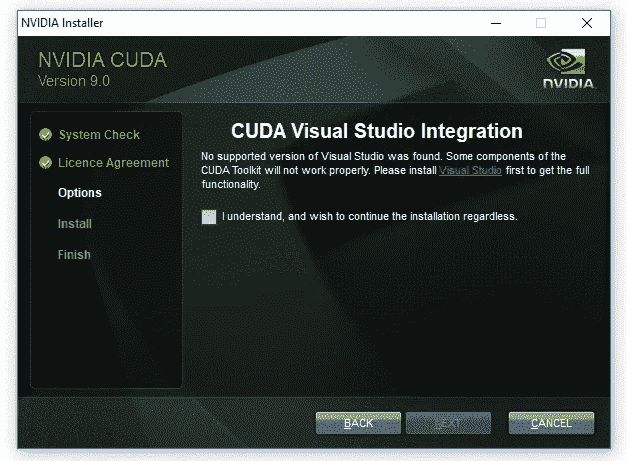 NVIDIA Installer
NVIDIA CUDA
Version 9.0
NVIDIA
System Check
Licence Agreement
Options
Install
Finish
CUDA Visual Studio Integration
No supported version of Visual Studio was found. Some components of the
CUDA Toolkit will not work properly. Please install Visual Studio first to get the full
functionality.
I understand, and wish to continue the installation regardless.
BACK
NEXT
CANCEL